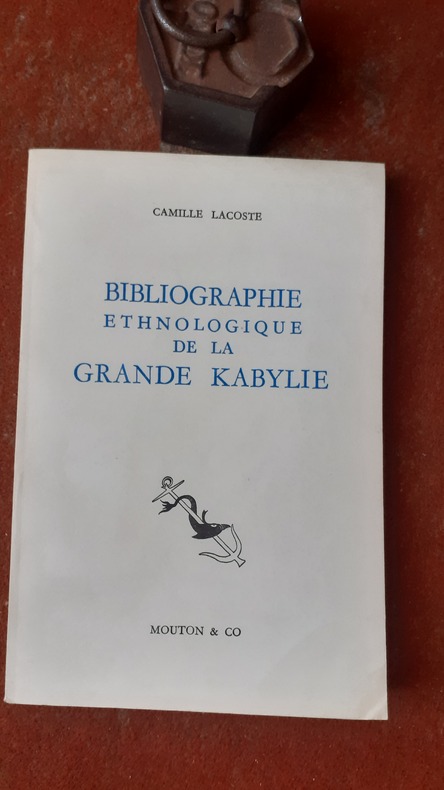 CAMILLE LACOSTE
BIBLIOGRAPHIE
ETHNOLOGIQUE
DE LA
GRANDE KABYLIE
MOUTON & CO